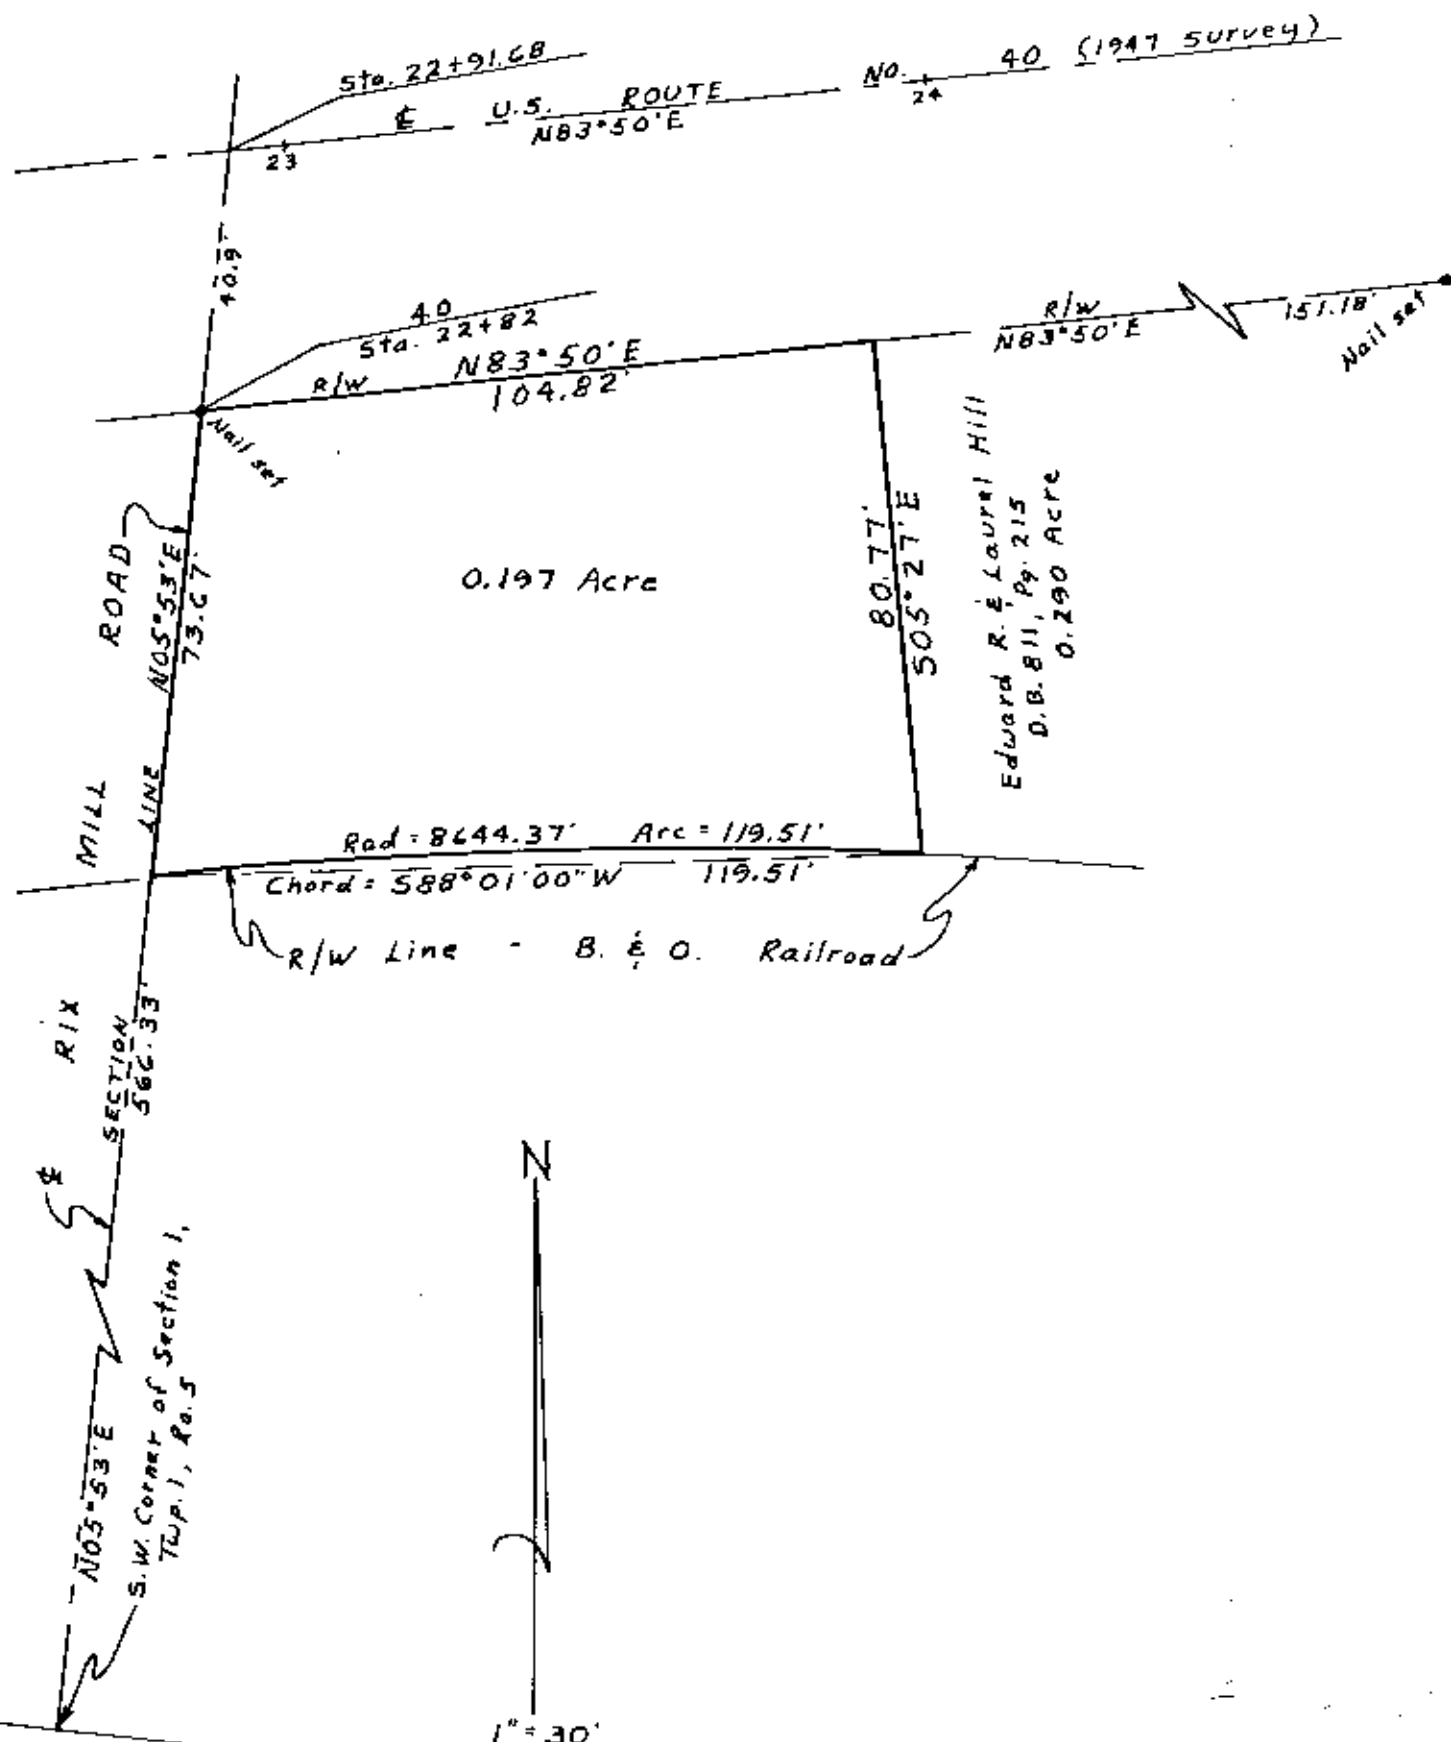 Sta. 22+91.68
℄ U.S. ROUTE NO. 40 (1947 Survey)
N83°50'E
23
24
40.9'
40
Sta. 22+82
R/W
N83°50'E
104.82'
R/W
N83°50'E
151.18'
Nail set
Nail set
ROAD
N05°53'E
73.67'
0.197 Acre
80.77'
S05°27'E
Edward R. & Laurel Hill
D.B. 811, Pg. 215
0.290 Acre
MILL
LINE
Rad = 8644.37' Arc = 119.51'
Chord = S88°01'00"W 119.51'
R/W Line - B. & O. Railroad
RIX
SECTION
566.33'
℄
N05°53'E
S.W. Corner of Section 1,
Twp. 1, Ra. 5
N
1" = 30'